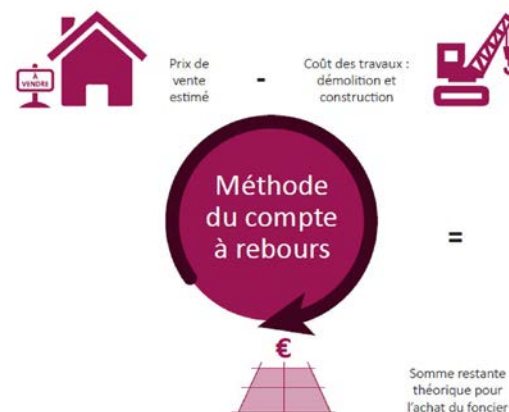 À
VENDRE
Prix de
vente
estimé
-
Coût des travaux :
démolition et
construction
Méthode
du compte
à rebours
=
€
Somme restante
théorique pour
l'achat du foncier